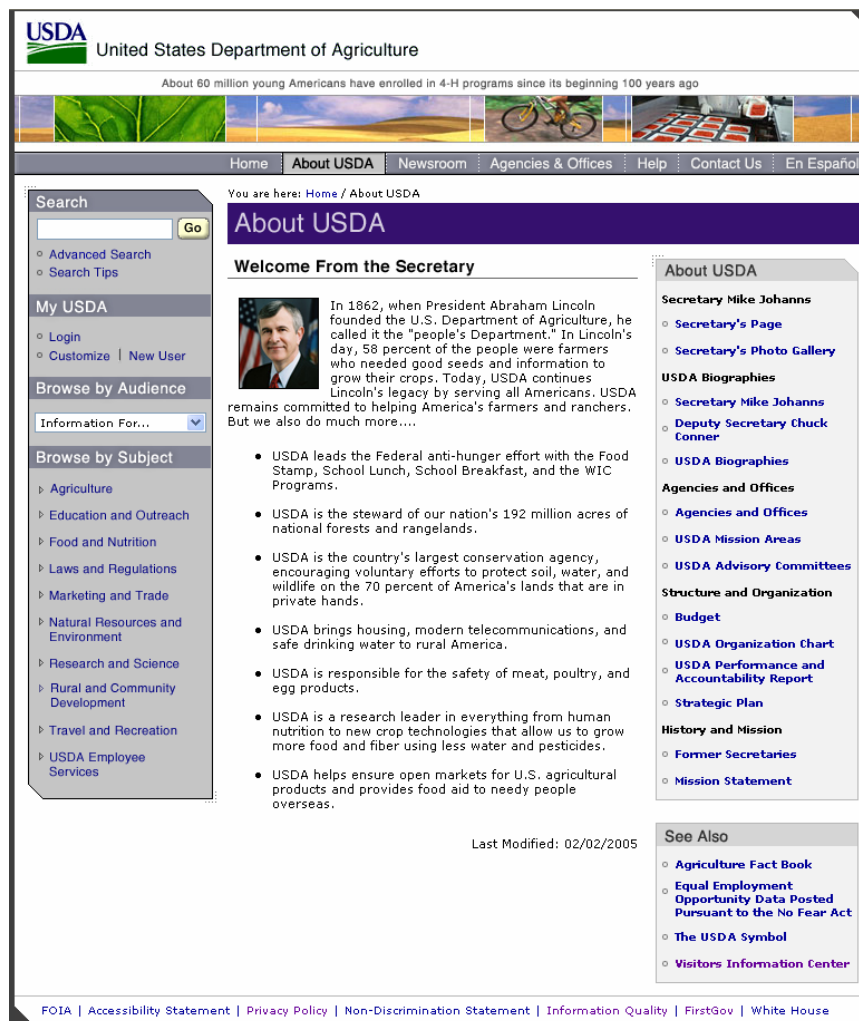 USDA
United States Department of Agriculture
About 60 million young Americans have enrolled in 4-H programs since its beginning 100 years ago
Home About USDA Newsroom Agencies & Offices Help Contact Us En Español
Search
Go
Advanced Search
Search Tips
My USDA
Login
Customize | New User
Browse by Audience
Information For...
Browse by Subject
Agriculture
Education and Outreach
Food and Nutrition
Laws and Regulations
Marketing and Trade
Natural Resources and
Environment
Research and Science
Rural and Community
Development
Travel and Recreation
USDA Employee
Services
You are here: Home / About USDA
About USDA
Welcome From the Secretary
In 1862, when President Abraham Lincoln
founded the U.S. Department of Agriculture, he
called it the "people's Department." In Lincoln's
day, 58 percent of the people were farmers
who needed good seeds and information to
grow their crops. Today, USDA continues
Lincoln's legacy by serving all Americans. USDA
remains committed to helping America's farmers and ranchers.
But we also do much more....
• USDA leads the Federal anti-hunger effort with the Food
Stamp, School Lunch, School Breakfast, and the WIC
Programs.
• USDA is the steward of our nation's 192 million acres of
national forests and rangelands.
• USDA is the country's largest conservation agency,
encouraging voluntary efforts to protect soil, water, and
wildlife on the 70 percent of America's lands that are in
private hands.
• USDA brings housing, modern telecommunications, and
safe drinking water to rural America.
• USDA is responsible for the safety of meat, poultry, and
egg products.
• USDA is a research leader in everything from human
nutrition to new crop technologies that allow us to grow
more food and fiber using less water and pesticides.
• USDA helps ensure open markets for U.S. agricultural
products and provides food aid to needy people
overseas.
Last Modified: 02/02/2005
About USDA
Secretary Mike Johanns
Secretary's Page
Secretary's Photo Gallery
USDA Biographies
Secretary Mike Johanns
Deputy Secretary Chuck
Conner
USDA Biographies
Agencies and Offices
Agencies and Offices
USDA Mission Areas
USDA Advisory Committees
Structure and Organization
Budget
USDA Organization Chart
USDA Performance and
Accountability Report
Strategic Plan
History and Mission
Former Secretaries
Mission Statement
See Also
Agriculture Fact Book
Equal Employment
Opportunity Data Posted
Pursuant to the No Fear Act
The USDA Symbol
Visitors Information Center
FOIA | Accessibility Statement | Privacy Policy | Non-Discrimination Statement | Information Quality | FirstGov | White House